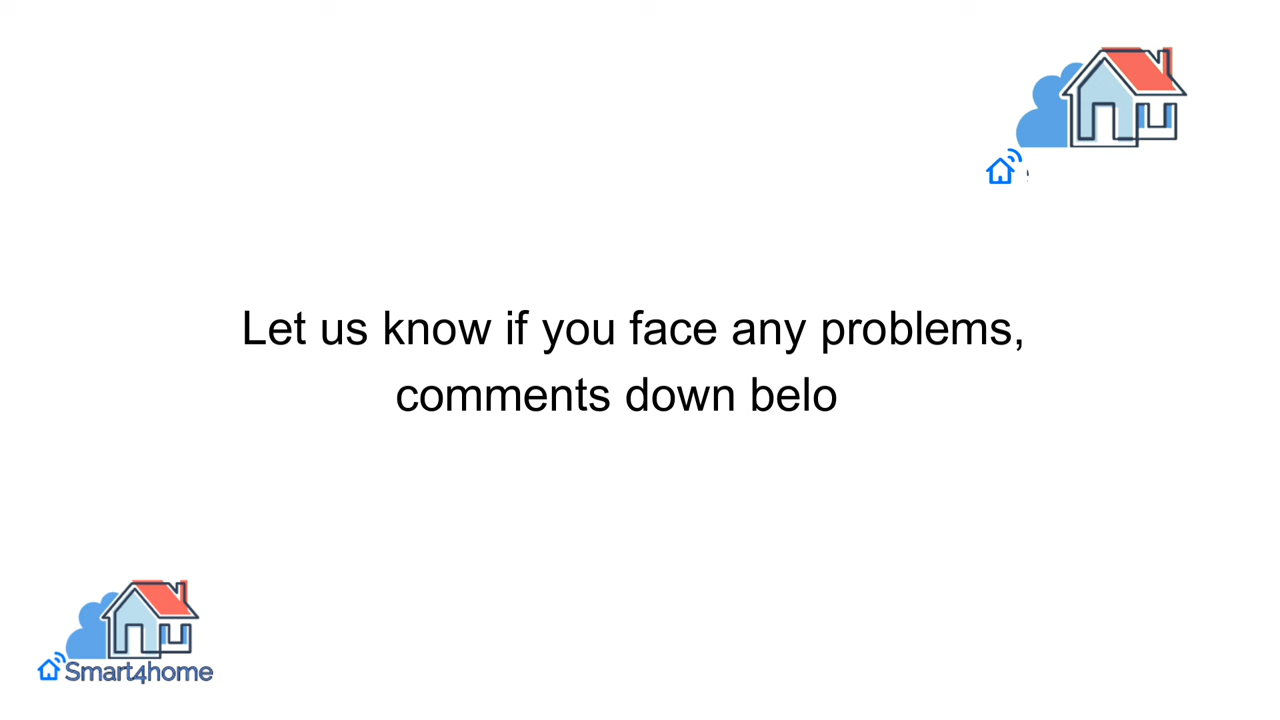 Let us know if you face any problems,
comments down belo
Smart4home